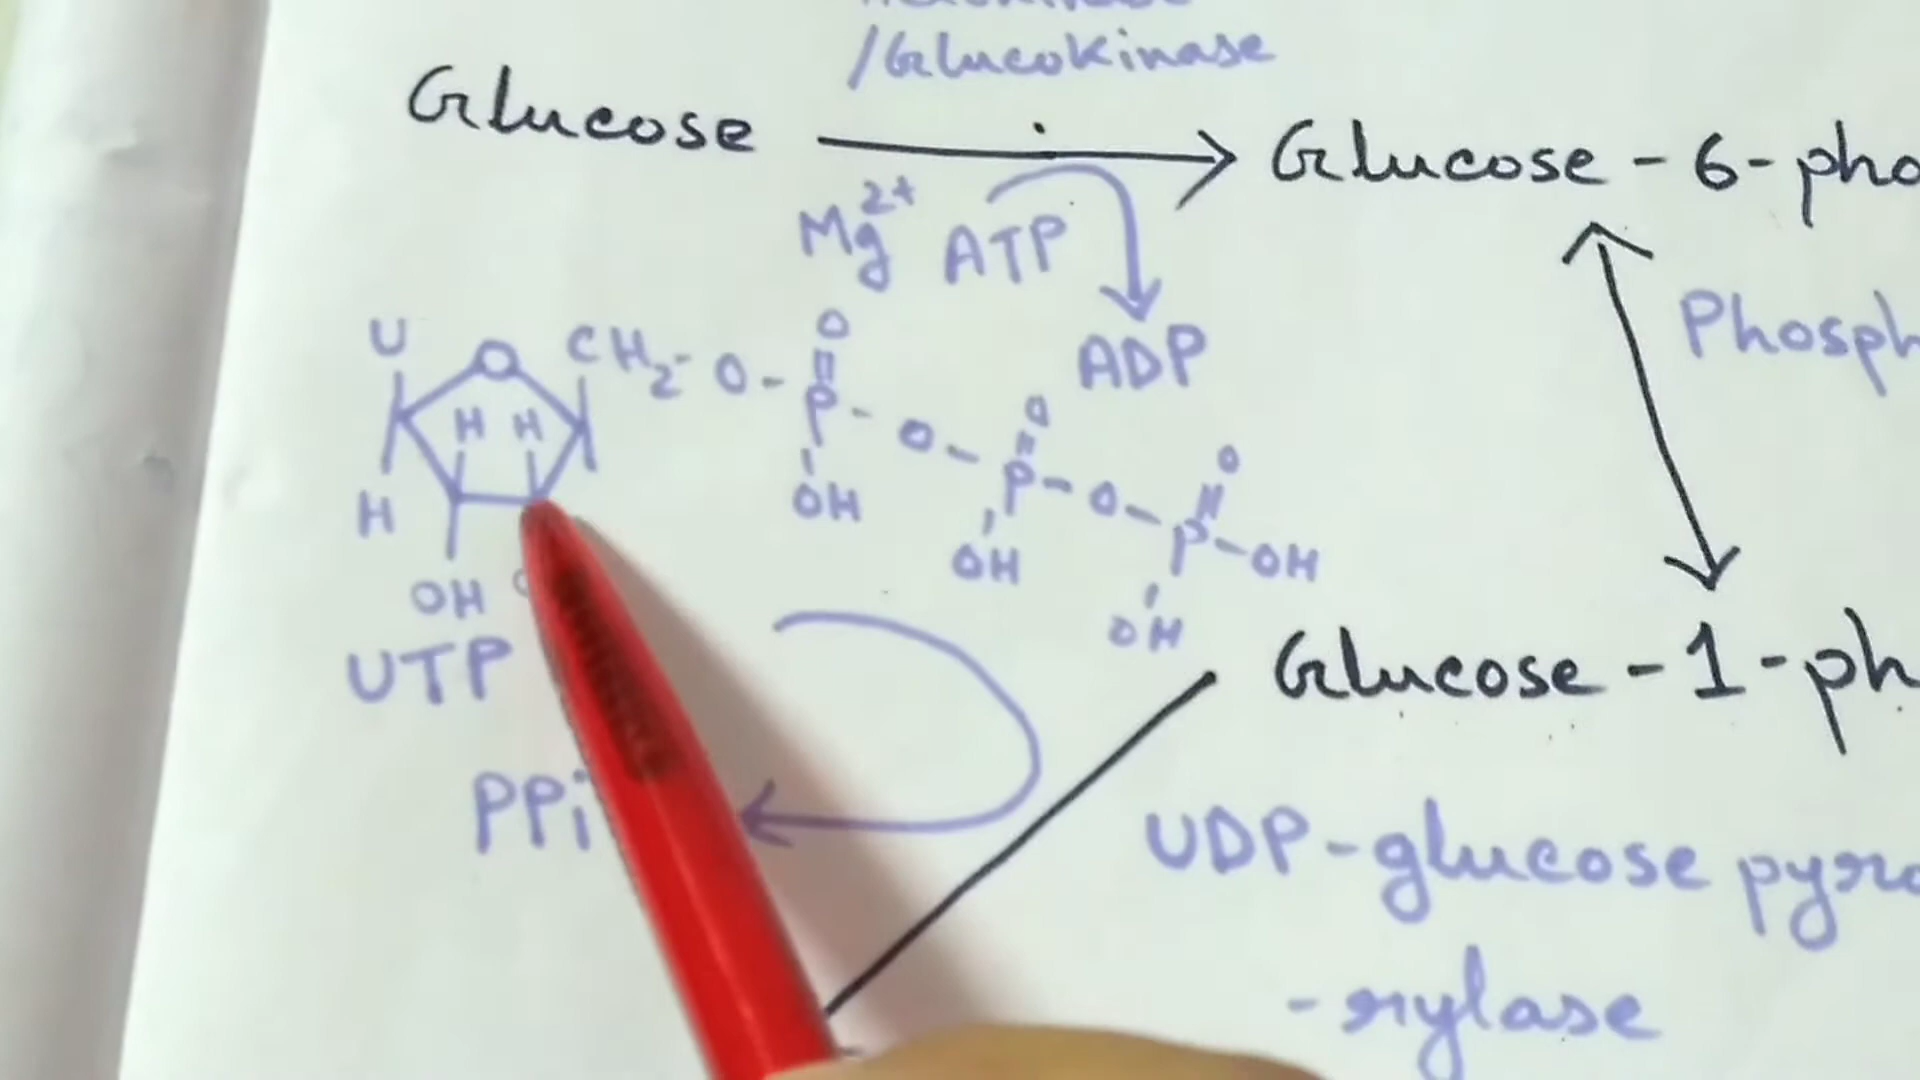 /Glucokinase
Glucose
Glucose - 6-pho
Mg2+ ATP
ADP
Phosph
U
O
CH2-O-P-O-P-O-P-OH
O
O
O
H H
H
OH
OH
OH
OH
UTP
Glucose - 1-ph
PPi
UDP-glucose pyro
-rylase